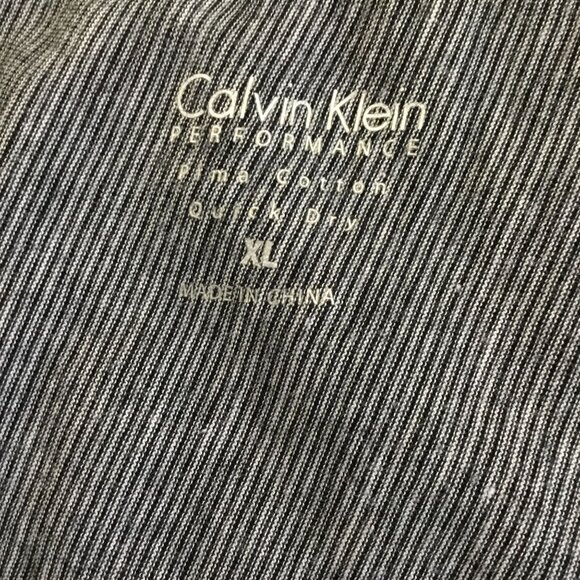 Calvin Klein
PERFORMANCE
Pima Cotton
Quick Dry
XL
MADE IN CHINA